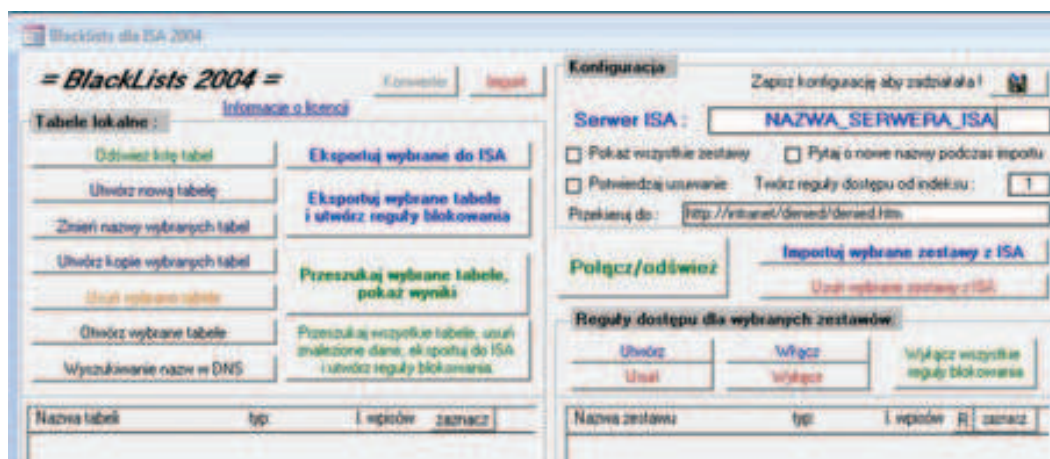 Blacklists dla ISA 2004
= BlackLists 2004 =
Konwerter
Import
Informacje o licencji
Tabele lokalne :
Odśwież listę tabel
Eksportuj wybrane do ISA
Utwórz nową tabelę
Eksportuj wybrane tabele
i utwórz reguły blokowania
Zmień nazwy wybranych tabel
Utwórz kopie wybranych tabel
Przeszukaj wybrane tabele,
pokaż wyniki
Usuń wybrane tabele
Otwórz wybrane tabele
Przeszukaj wszystkie tabele, usuń
znalezione dane, eksportuj do ISA
i utwórz reguły blokowania
Wyszukiwanie nazw w DNS
Nazwa tabeli typ: l. wpisów zaznacz
Konfiguracja
Zapisz konfigurację aby zadziałała !
Serwer ISA : NAZWA_SERWERA_ISA
Pokaż wszystkie zestawy
Pytaj o nowe nazwy podczas importu
Potwierdzaj usuwanie
Twórz reguły dostępu od indeksu : 1
Przekieruj do : http://intranet/denied/denied.htm
Połącz/odśwież
Importuj wybrane zestawy z ISA
Usuń wybrane zestawy z ISA
Reguły dostępu dla wybranych zestawów
Utwórz
Włącz
Wyłącz wszystkie
reguły blokowania
Usuń
Wyłącz
Nazwa zestawu typ: l. wpisów R zaznacz